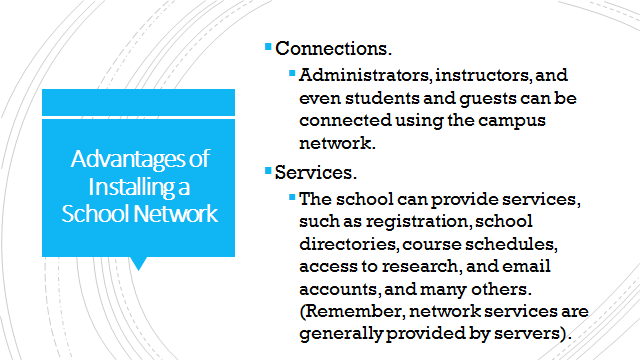 Advantages of
Installing a
School Network
Connections.
Administrators, instructors, and
even students and guests can be
connected using the campus
network.
Services.
The school can provide services,
such as registration, school
directories, course schedules,
access to research, and email
accounts, and many others.
(Remember, network services are
generally provided by servers).